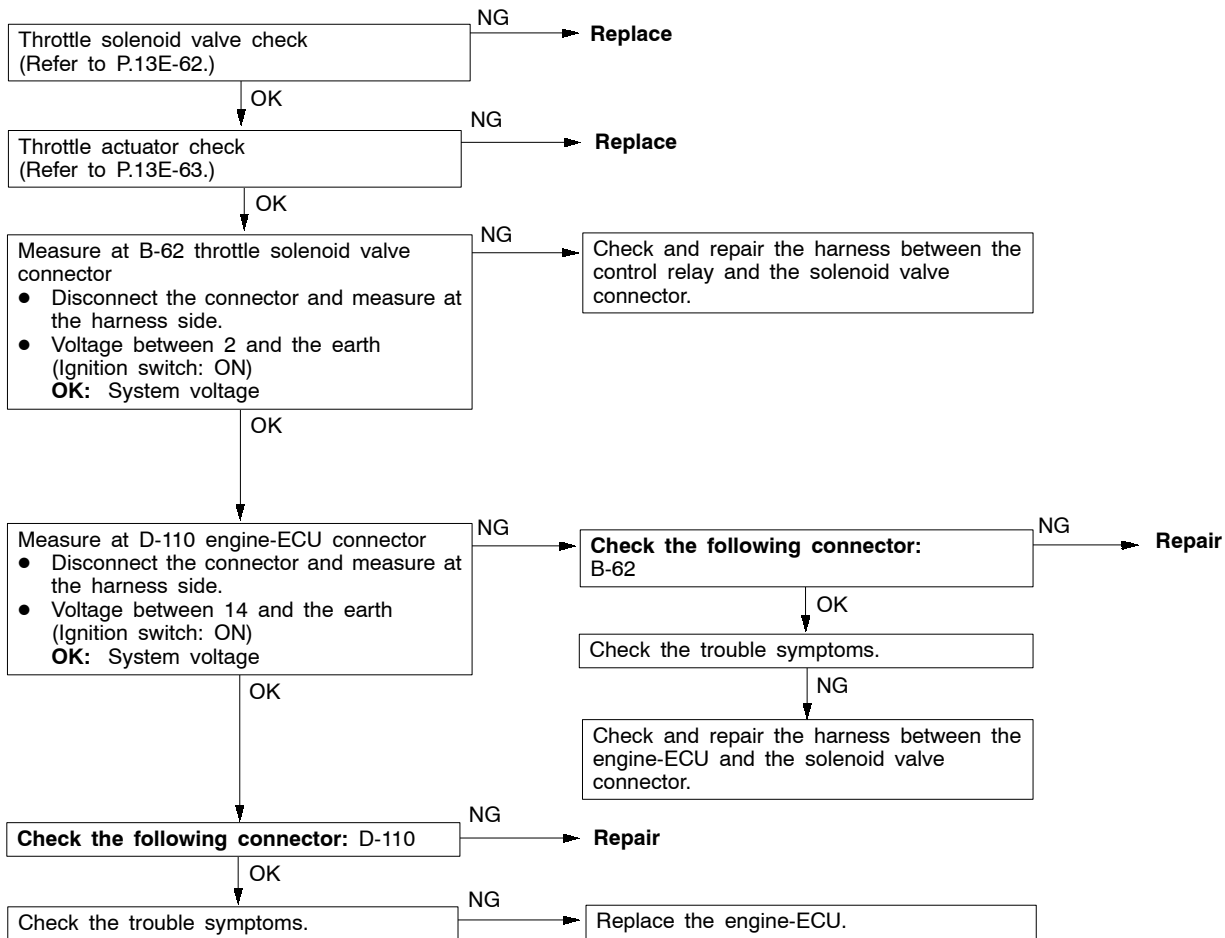 Throttle solenoid valve check
(Refer to P.13E-62.)
NG
Replace
OK
Throttle actuator check
(Refer to P.13E-63.)
NG
Replace
OK
Measure at B-62 throttle solenoid valve
connector
● Disconnect the connector and measure at
the harness side.
● Voltage between 2 and the earth
(Ignition switch: ON)
OK: System voltage
NG
Check and repair the harness between the
control relay and the solenoid valve
connector.
OK
Measure at D-110 engine-ECU connector
● Disconnect the connector and measure at
the harness side.
● Voltage between 14 and the earth
(Ignition switch: ON)
OK: System voltage
NG
Check the following connector:
B-62
NG
Repair
OK
Check the trouble symptoms.
NG
Check and repair the harness between the
engine-ECU and the solenoid valve
connector.
OK
Check the following connector: D-110
NG
Repair
OK
Check the trouble symptoms.
NG
Replace the engine-ECU.